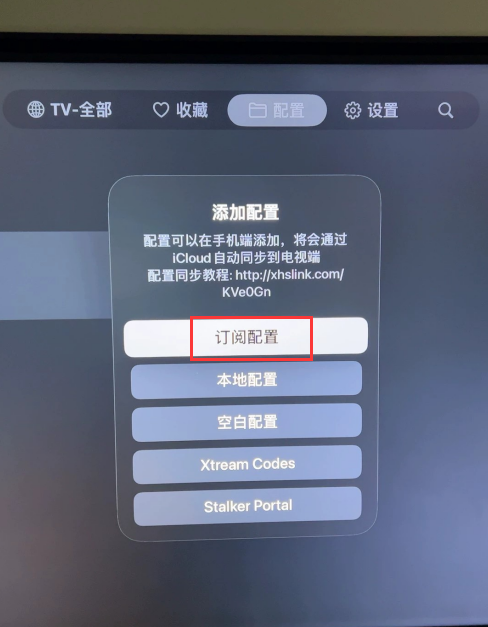 TV-全部 收藏 配置 设置
添加配置
配置可以在手机端添加，将会通过
iCloud自动同步到电视端
配置同步教程: http://xhslink.com/
KVe0Gn
订阅配置
本地配置
空白配置
Xtream Codes
Stalker Portal